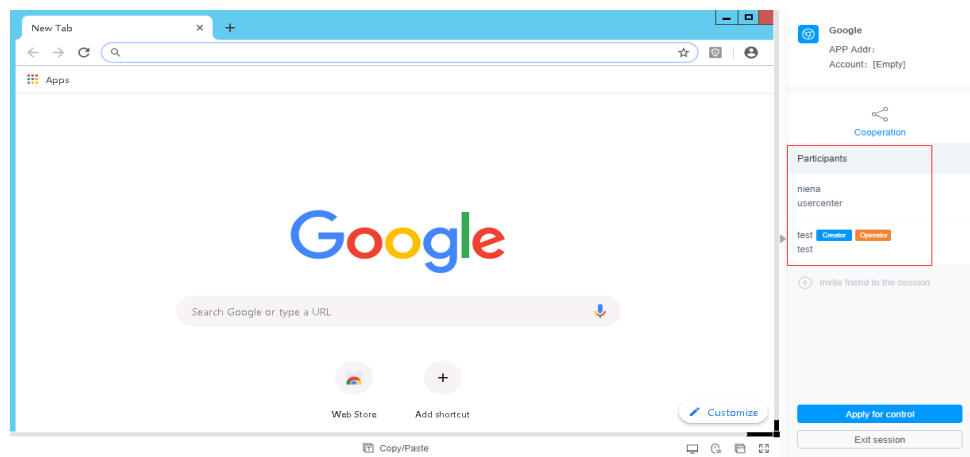 New Tab
Apps
Google
Search Google or type a URL
Web Store
Add shortcut
Customize
Copy/Paste
Google
APP Addr:
Account: [Empty]
Cooperation
Participants
niena
usercenter
test Creator Operator
test
Invite friend to the session
Apply for control
Exit session